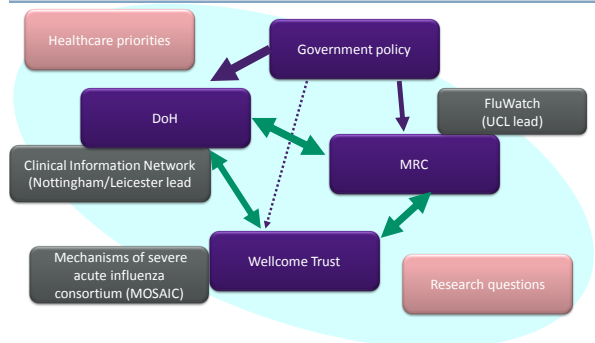 Healthcare priorities
Government policy
DoH
FluWatch
(UCL lead)
Clinical Information Network
(Nottingham/Leicester lead
MRC
Mechanisms of severe
acute influenza
consortium (MOSAIC)
Wellcome Trust
Research questions